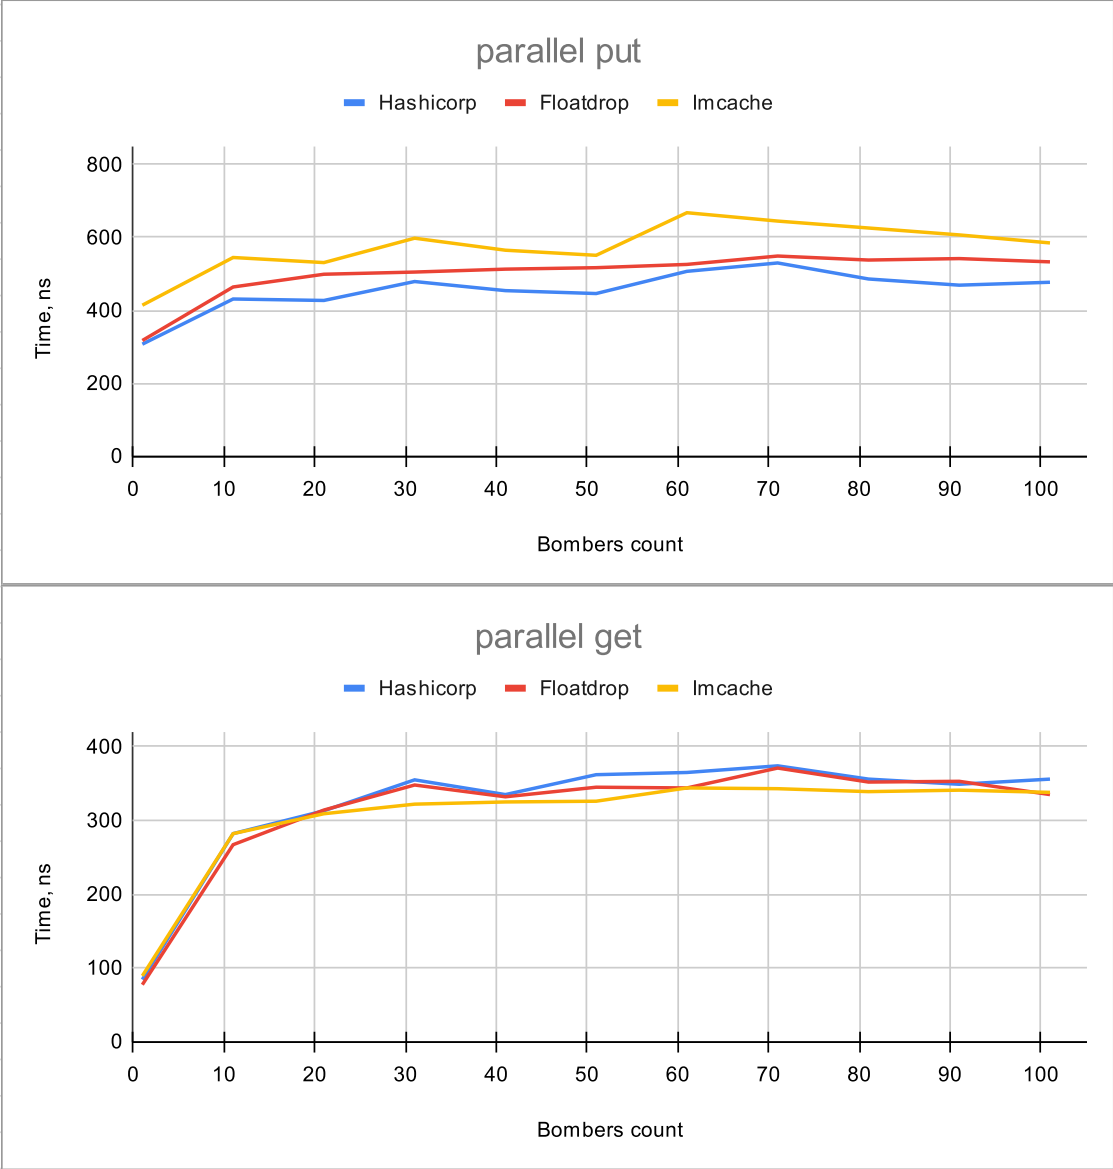 parallel put
Hashicorp Floatdrop Imcache
800
600
400
200
0
Time, ns
0 10 20 30 40 50 60 70 80 90 100
Bombers count
parallel get
Hashicorp Floatdrop Imcache
400
300
200
100
0
Time, ns
0 10 20 30 40 50 60 70 80 90 100
Bombers count